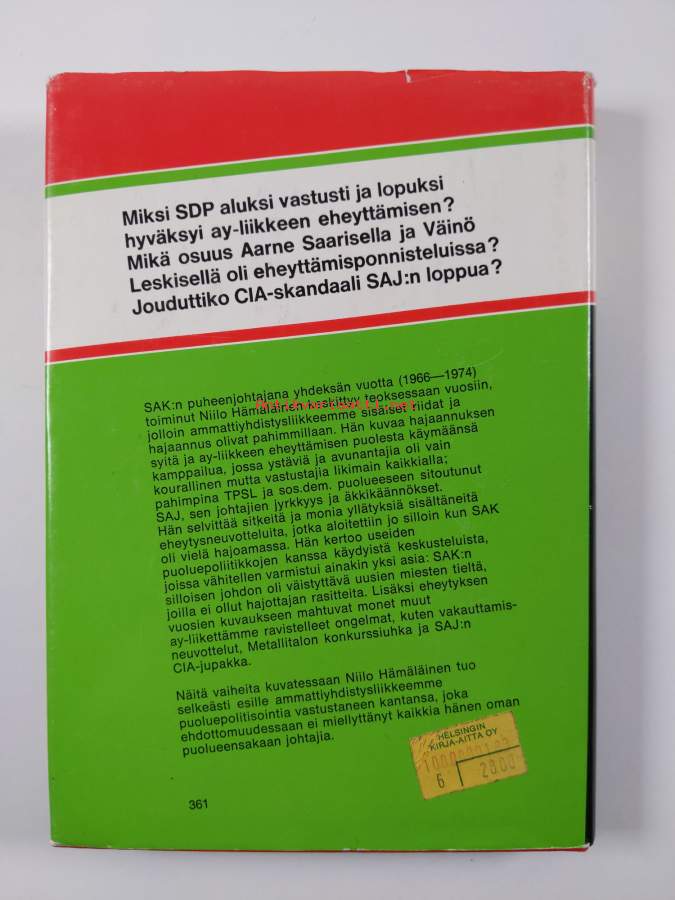 Miksi SDP aluksi vastusti ja lopuksi
hyväksyi ay-liikkeen eheyttämisen?
Mikä osuus Aarne Saarisella ja Väinö
Leskisellä oli eheyttämisponnisteluissa?
Jouduttiko CIA-skandaali SAJ:n loppua?
SAK:n puheenjohtajana yhdeksän vuotta (1966—1974)
toiminut Niilo Hämäläinen keskittyy teoksessaan vuosiin,
jolloin ammattiyhdistysliikkeemme sisäiset riidat ja
hajaannus olivat pahimmillaan. Hän kuvaa hajaannuksen
syitä ja ay-liikkeen eheyttämisen puolesta käymäänsä
kamppailua, jossa ystäviä ja avunantajia oli vain
kourallinen mutta vastustajia likimain kaikkialla;
pahimpina TPSL ja sos.dem. puolueeseen sitoutunut
SAJ, sen johtajien jyrkkyys ja äkkikäännökset.
Hän selvittää sitkeitä ja monia yllätyksiä sisältäneitä
eheytysneuvotteluita, jotka aloitettiin jo silloin kun SAK
oli vielä hajoamassa. Hän kertoo useiden
puoluepoliitikkojen kanssa käydyistä keskusteluista,
joissa vähitellen varmistui ainakin yksi asia: SAK:n
silloisen johdon oli väistyttävä uusien miesten tieltä,
joilla ei ollut hajottajan rasitteita. Lisäksi eheytyksen
vuosien kuvaukseen mahtuvat monet muut
ay-liikettämme ravistelleet ongelmat, kuten vakauttamis-
neuvottelut, Metallitalon konkurssiuhka ja SAJ:n
CIA-jupakka.
Näitä vaiheita kuvatessaan Niilo Hämäläinen tuo
selkeästi esille ammattiyhdistysliikkeemme
puoluepolitisointia vastustaneen kantansa, joka
ehdottomuudessaan ei miellyttänyt kaikkia hänen oman
puolueensakaan johtajia.
HELSINGIN
KIRJA-AITTA OY
6 2800
361